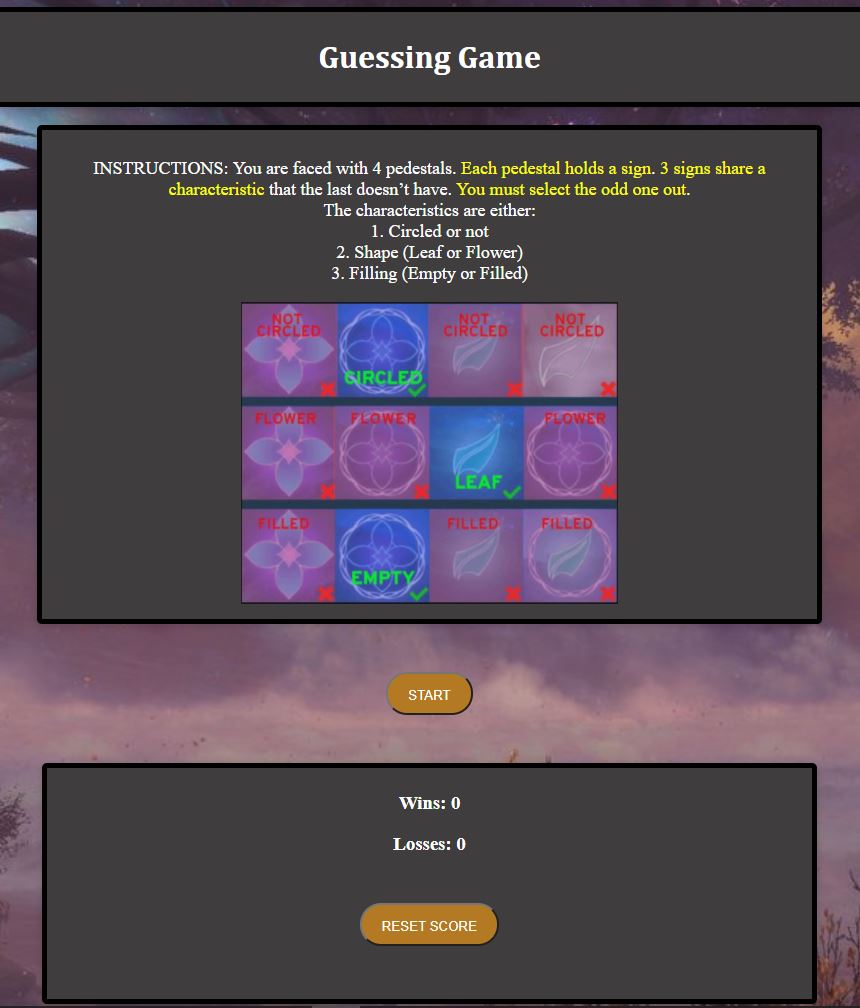 Guessing Game
INSTRUCTIONS: You are faced with 4 pedestals. Each pedestal holds a sign. 3 signs share a
characteristic that the last doesn’t have. You must select the odd one out.
The characteristics are either:
1. Circled or not
2. Shape (Leaf or Flower)
3. Filling (Empty or Filled)
NOT CIRCLED
CIRCLED
NOT CIRCLED
NOT CIRCLED
FLOWER
FLOWER
LEAF
FLOWER
FILLED
EMPTY
FILLED
FILLED
START
Wins: 0
Losses: 0
RESET SCORE